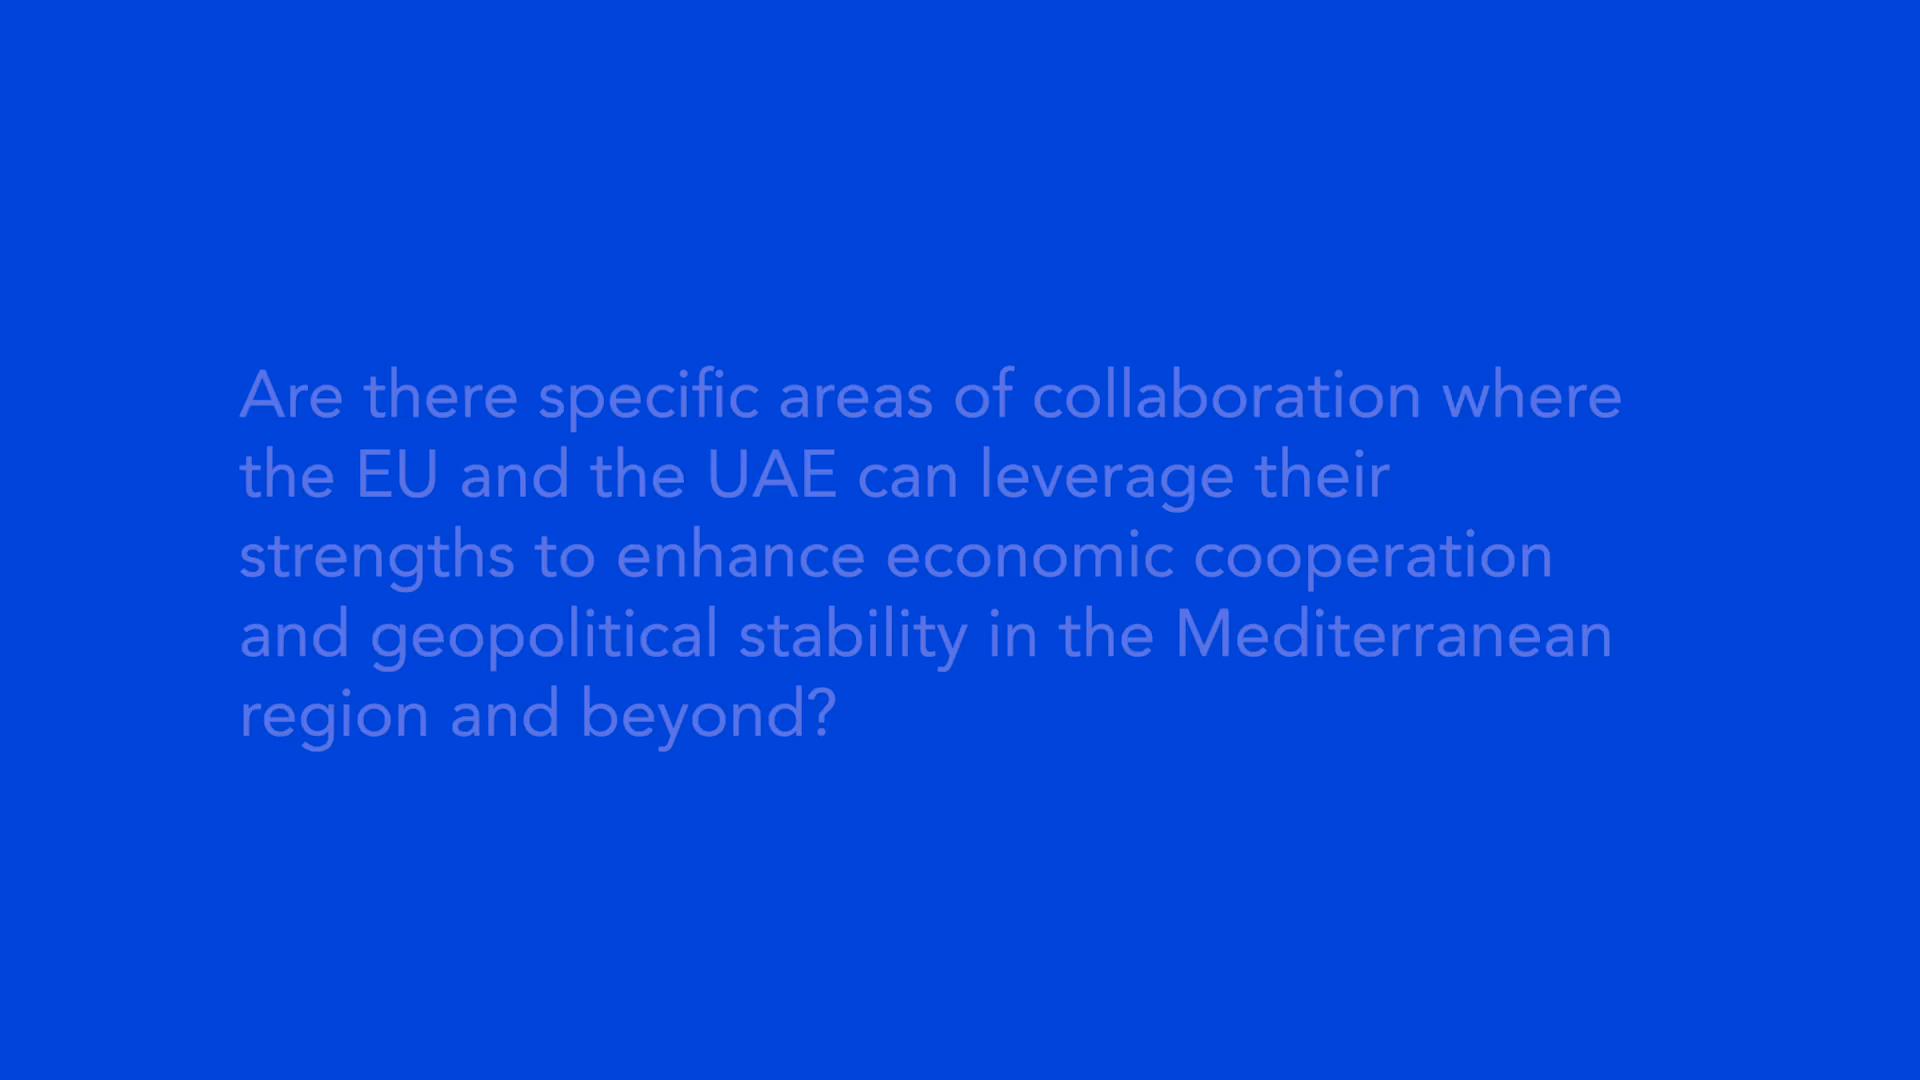 Are there specific areas of collaboration where
the EU and the UAE can leverage their
strengths to enhance economic cooperation
and geopolitical stability in the Mediterranean
region and beyond?